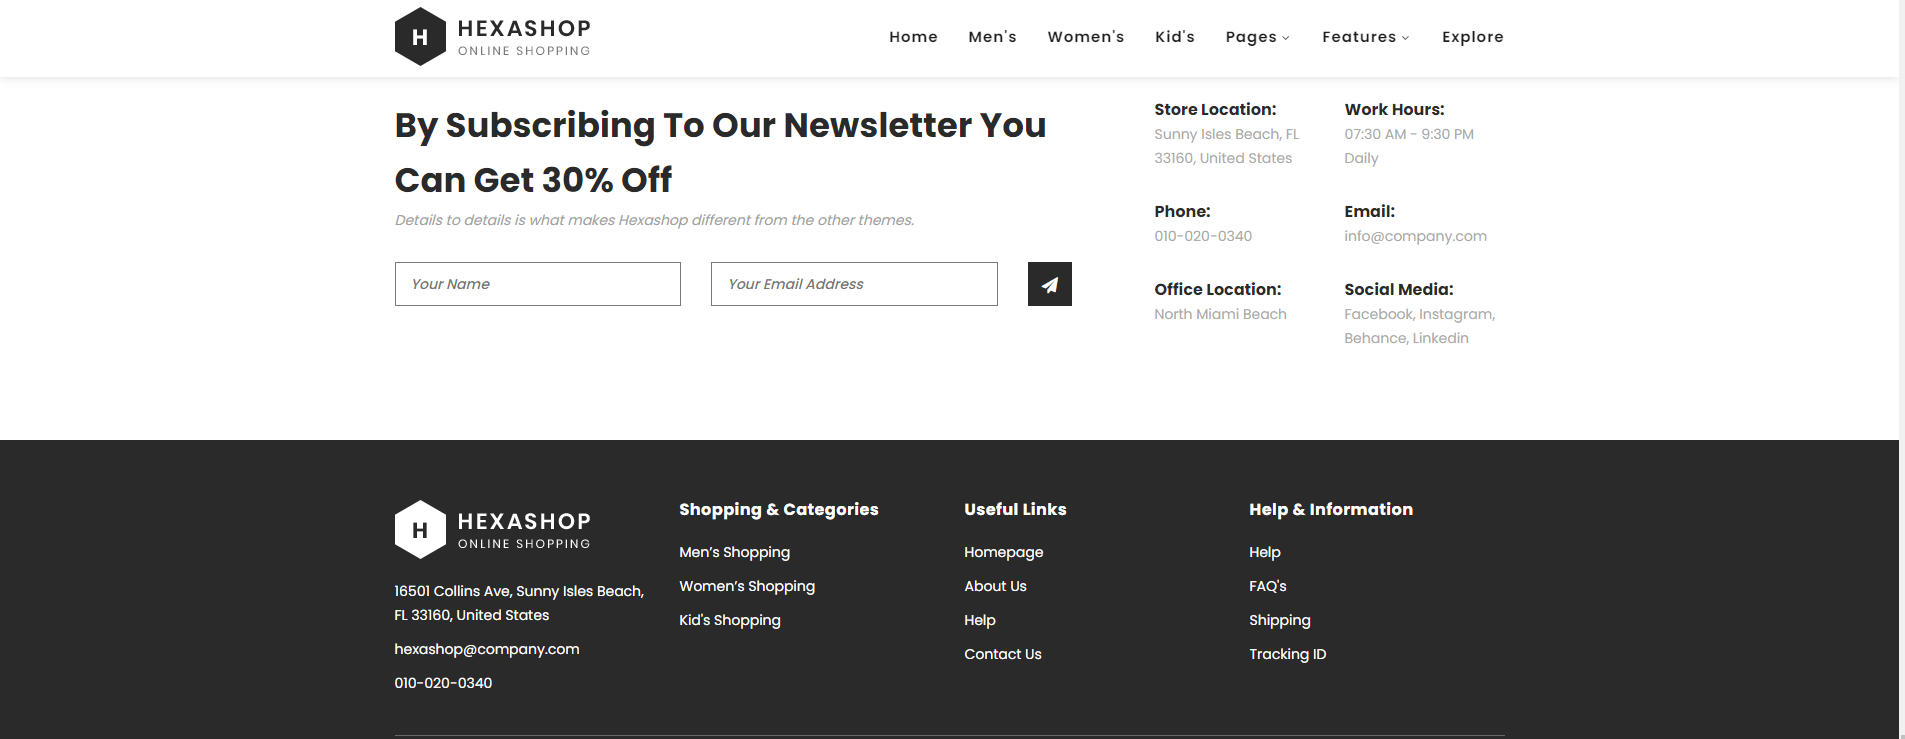 H
HEXASHOP
ONLINE SHOPPING
Home
Men's
Women's
Kid's
Pages
Features
Explore
By Subscribing To Our Newsletter You
Can Get 30% Off
Details to details is what makes Hexashop different from the other themes.
Your Name
Your Email Address
Store Location:
Sunny Isles Beach, FL
33160, United States
Phone:
010-020-0340
Office Location:
North Miami Beach
Work Hours:
07:30 AM - 9:30 PM
Daily
Email:
info@company.com
Social Media:
Facebook, Instagram,
Behance, Linkedin
H
HEXASHOP
ONLINE SHOPPING
16501 Collins Ave, Sunny Isles Beach,
FL 33160, United States
hexashop@company.com
010-020-0340
Shopping & Categories
Men’s Shopping
Women’s Shopping
Kid's Shopping
Useful Links
Homepage
About Us
Help
Contact Us
Help & Information
Help
FAQ's
Shipping
Tracking ID